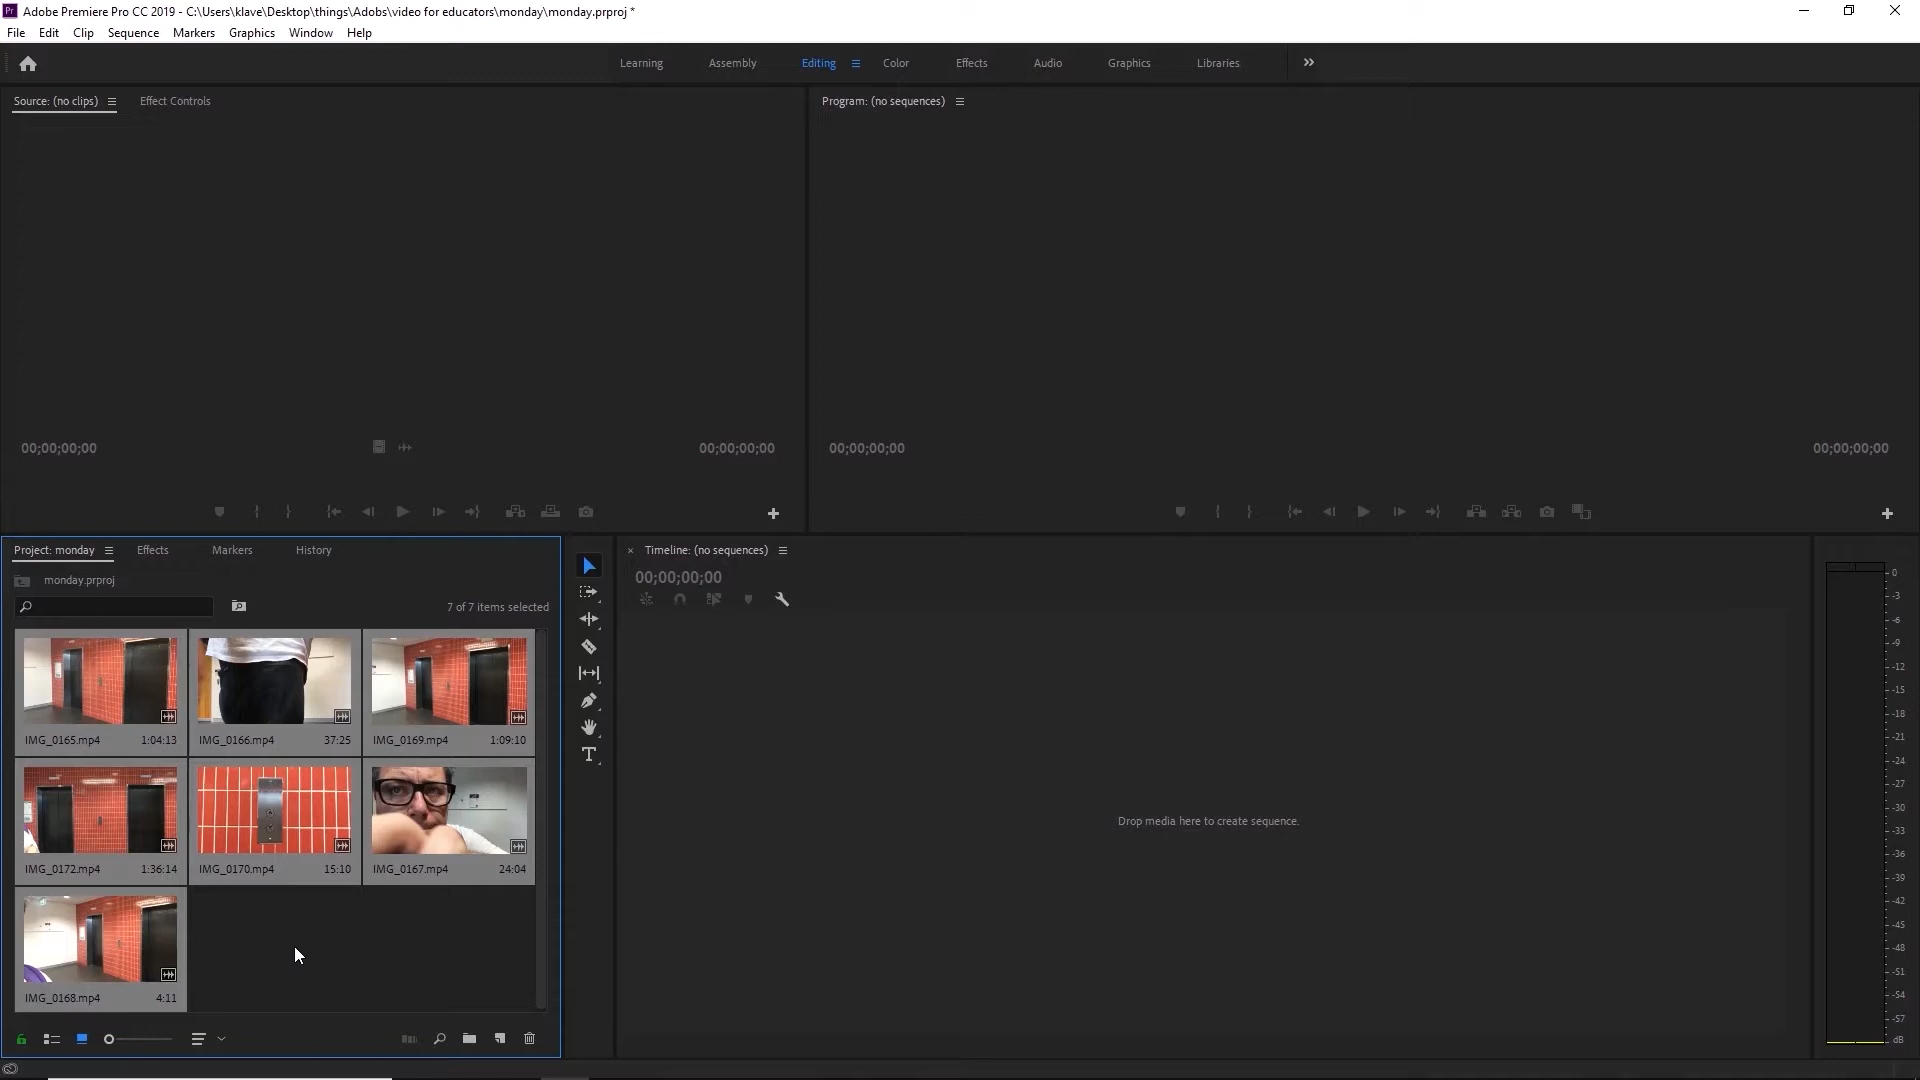 Pr Adobe Premiere Pro CC 2019 - C:\Users\klave\Desktop\things\Adobs\video for educators\monday\monday.prproj *
File Edit Clip Sequence Markers Graphics Window Help
Learning Assembly Editing Color Effects Audio Graphics Libraries
Source: (no clips) Effect Controls Program: (no sequences)
00;00;00;00 00;00;00;00 00;00;00;00 00;00;00;00
Project: monday Effects Markers History
monday.prproj
7 of 7 items selected
IMG_0165.mp4 1:04:13 IMG_0166.mp4 37:25 IMG_0169.mp4 1:09:10
IMG_0172.mp4 1:36:14 IMG_0170.mp4 15:10 IMG_0167.mp4 24:04
IMG_0168.mp4 4:11
Timeline: (no sequences)
00;00;00;00
Drop media here to create sequence.
0
-3
-6
-9
-12
-15
-18
-21
-24
-27
-30
-33
-36
-39
-42
-45
-48
-51
-54
-57
dB